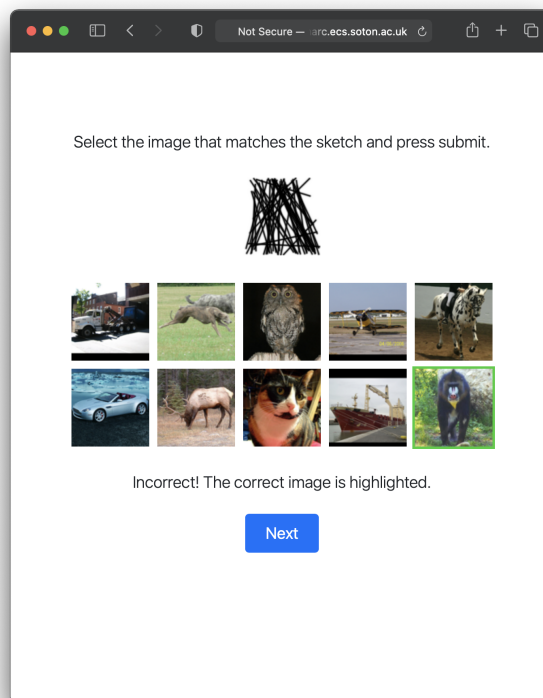 Not Secure — arc.ecs.soton.ac.uk
Select the image that matches the sketch and press submit.
Incorrect! The correct image is highlighted.
Next